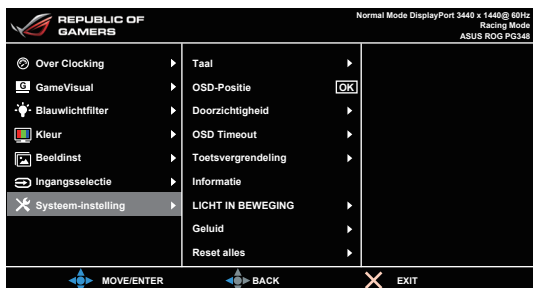 REPUBLIC OF
GAMERS
Normal Mode DisplayPort 3440 x 1440@ 60Hz
Racing Mode
ASUS ROG PG348
Over Clocking
GameVisual
Blauwlichtfilter
Kleur
Beeldinst
Ingangsselectie
Systeem-instelling
Taal
OSD-Positie OK
Doorzichtigheid
OSD Timeout
Toetsvergrendeling
Informatie
LICHT IN BEWEGING
Geluid
Reset alles
MOVE/ENTER BACK EXIT